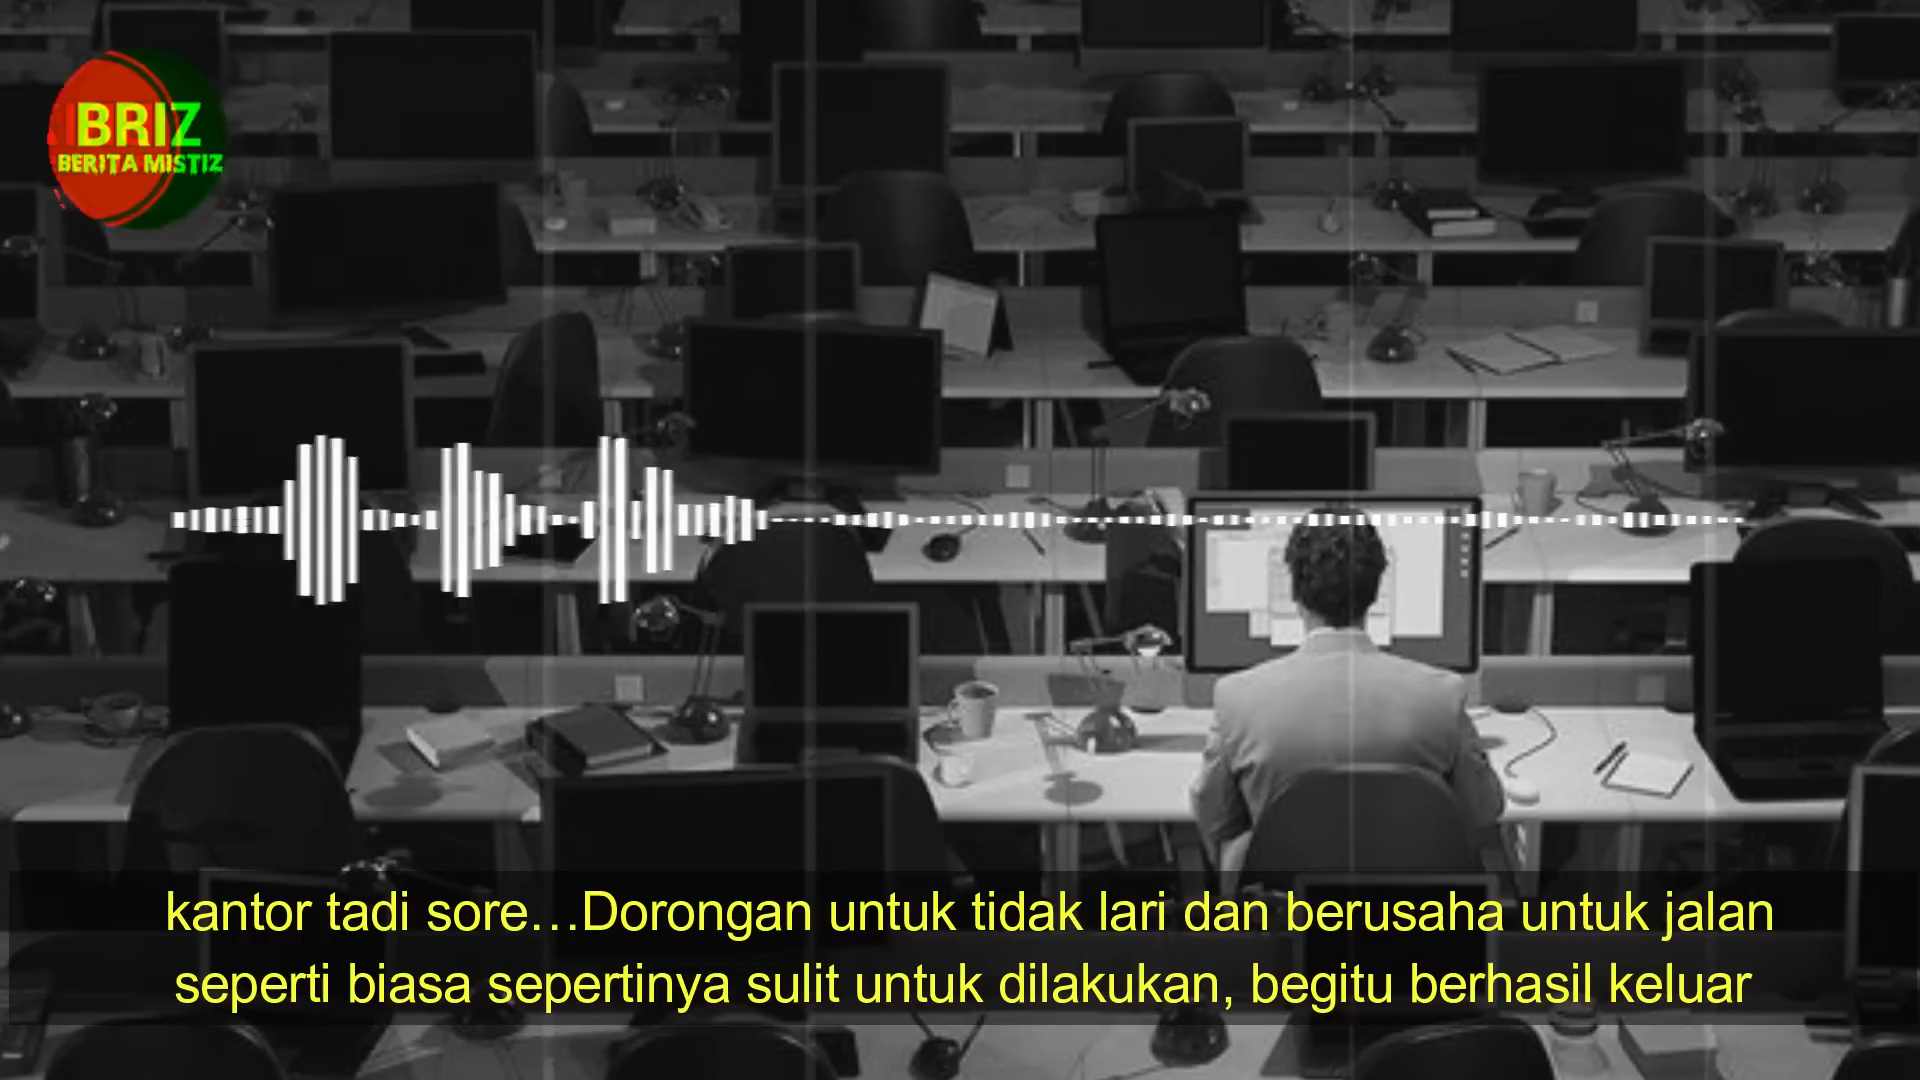 BRIZ
BERITA MISTIZ
kantor tadi sore…Dorongan untuk tidak lari dan berusaha untuk jalan
seperti biasa sepertinya sulit untuk dilakukan, begitu berhasil keluar